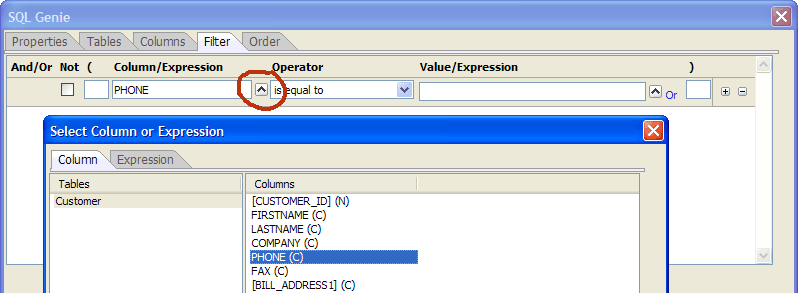 SQL Genie
Properties Tables Columns Filter Order
And/Or Not ( Column/Expression Operator Value/Expression )
PHONE is equal to Or
Select Column or Expression
Column Expression
Tables Columns
Customer [CUSTOMER_ID] (N)
FIRSTNAME (C)
LASTNAME (C)
COMPANY (C)
PHONE (C)
FAX (C)
[BILL_ADDRESS1] (C)